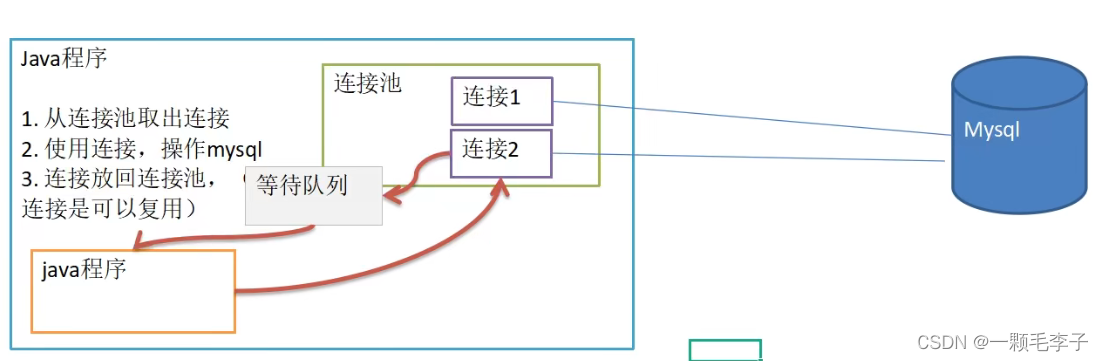 Java程序
连接池
连接1
1. 从连接池取出连接
2. 使用连接，操作mysql
连接2
Mysql
3. 连接放回连接池，（
等待队列
连接是可以复用）
java程序
CSDN @一颗毛李子